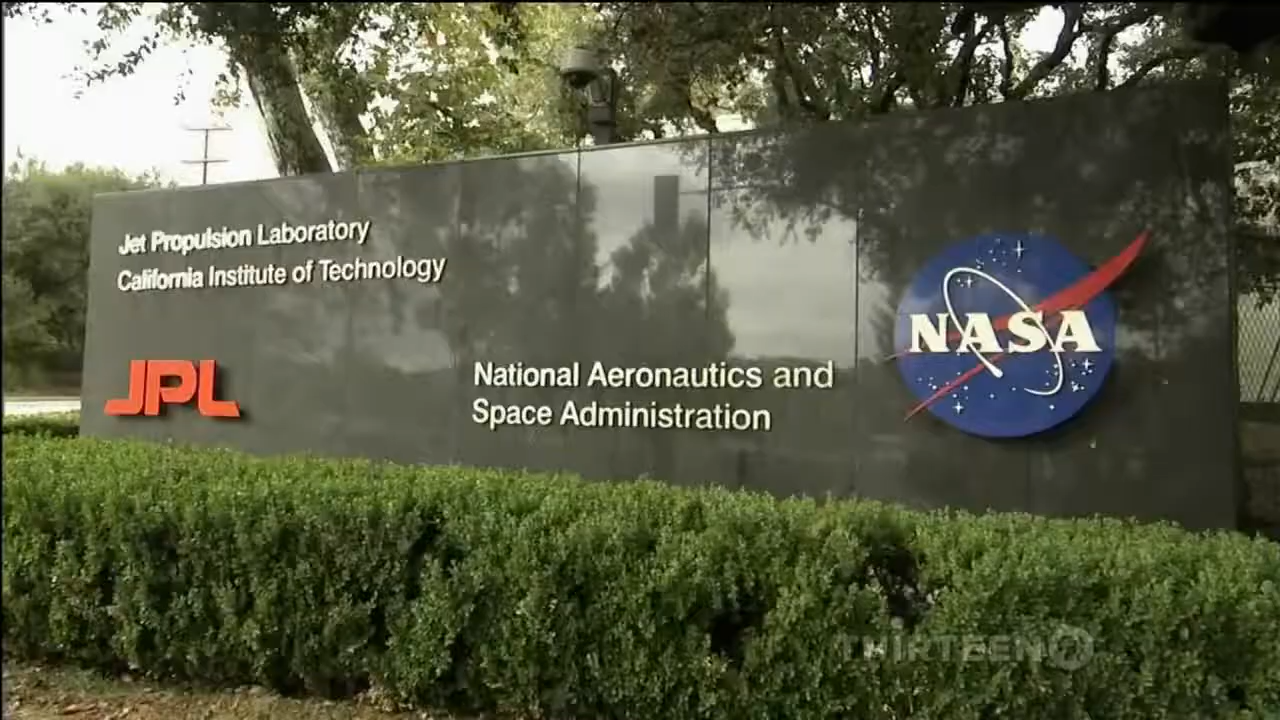 Jet Propulsion Laboratory
California Institute of Technology
JPL
National Aeronautics and
Space Administration
NASA
THIRTEEN